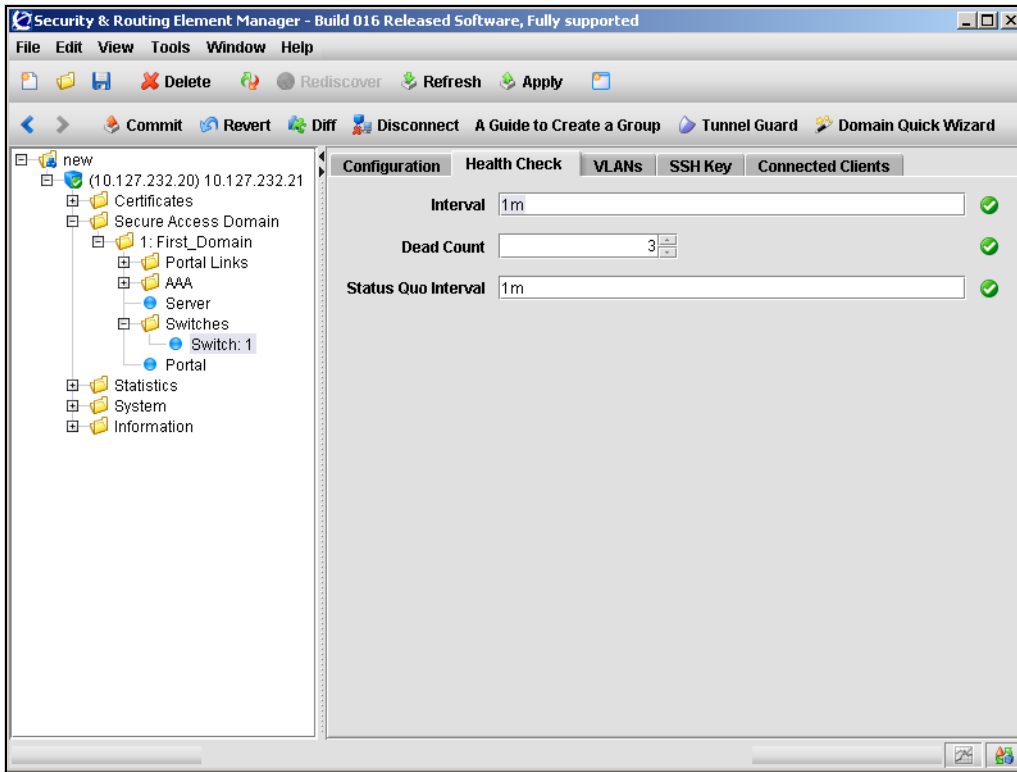 Security & Routing Element Manager - Build 016 Released Software, Fully supported
File Edit View Tools Window Help
Delete Rediscover Refresh Apply
Commit Revert Diff Disconnect A Guide to Create a Group Tunnel Guard Domain Quick Wizard
new
(10.127.232.20) 10.127.232.21
Certificates
Secure Access Domain
1: First_Domain
Portal Links
AAA
Server
Switches
Switch: 1
Portal
Statistics
System
Information
Configuration Health Check VLANs SSH Key Connected Clients
Interval 1m
Dead Count 3
Status Quo Interval 1m